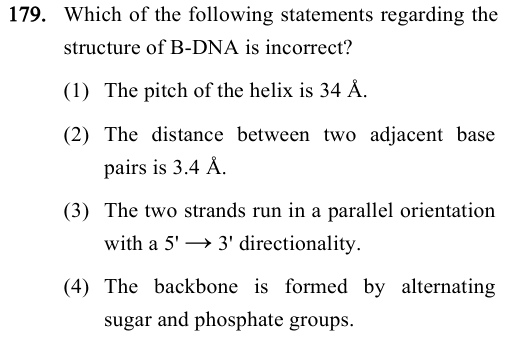 179. Which of the following statements regarding the
structure of B-DNA is incorrect?
(1) The pitch of the helix is 34 Å.
(2) The distance between two adjacent base
pairs is 3.4 Å.
(3) The two strands run in a parallel orientation
with a 5' ⟶ 3' directionality.
(4) The backbone is formed by alternating
sugar and phosphate groups.